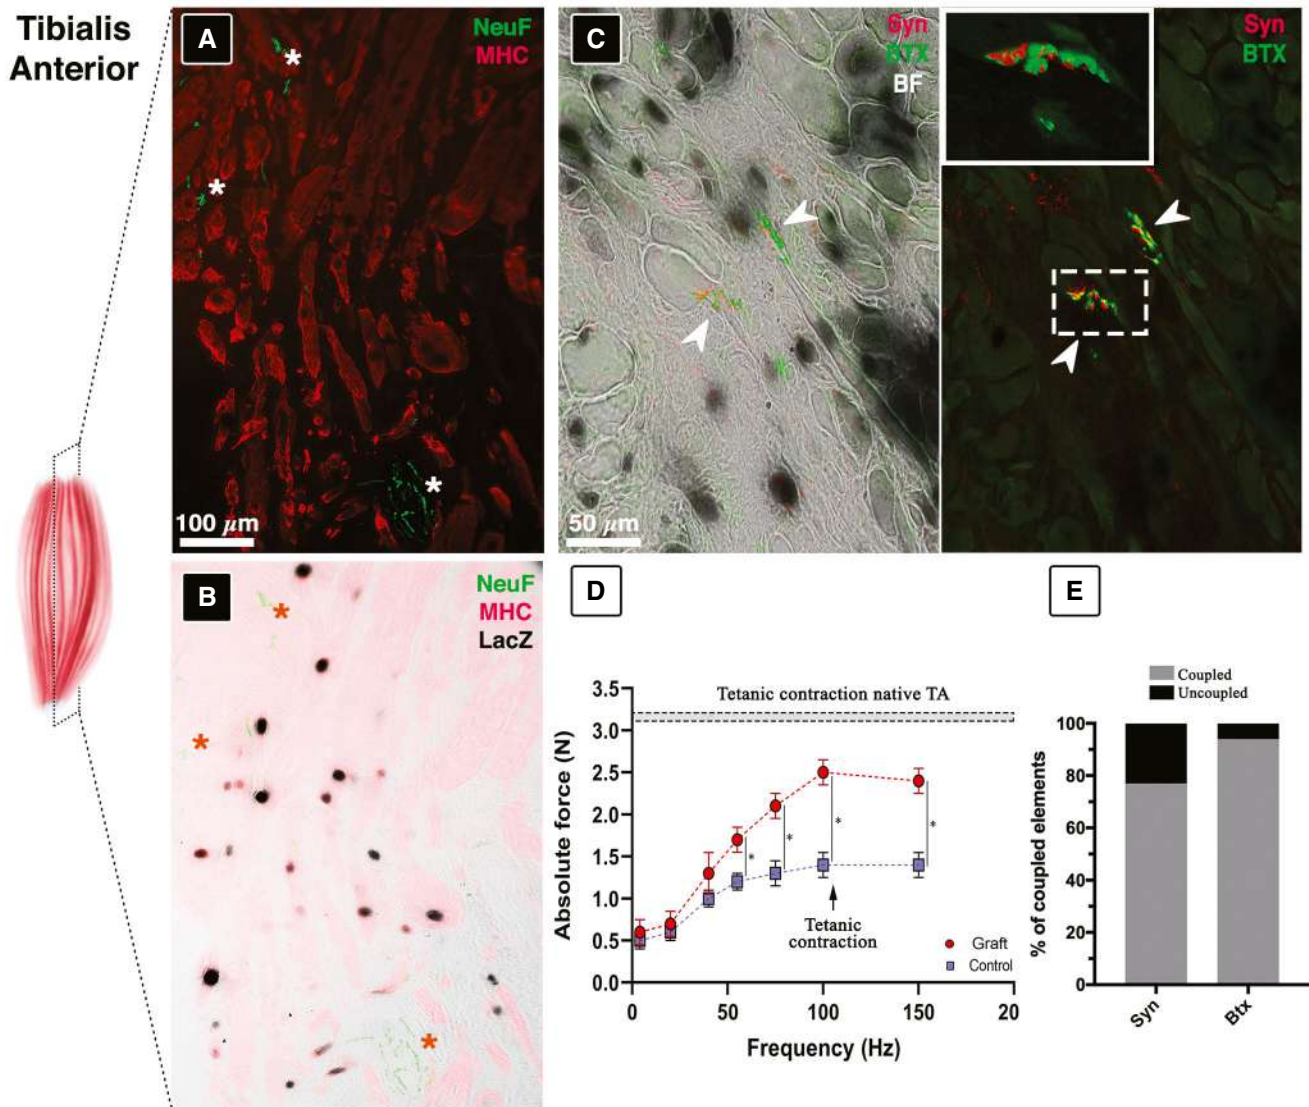 Tibialis
Anterior
A
NeuF
MHC
100 µm
B
NeuF
MHC
LacZ
C
Syn
BTX
BF
50 µm
Syn
BTX
D
3.5
3.0
2.5
2.0
1.5
1.0
0.5
0.0
Absolute force (N)
Tetanic contraction native TA
*
*
*
*
Tetanic
contraction
Graft
Control
0
50
100
150
20
Frequency (Hz)
E
Coupled
Uncoupled
100
80
60
40
20
0
% of coupled elements
Syn
Btx